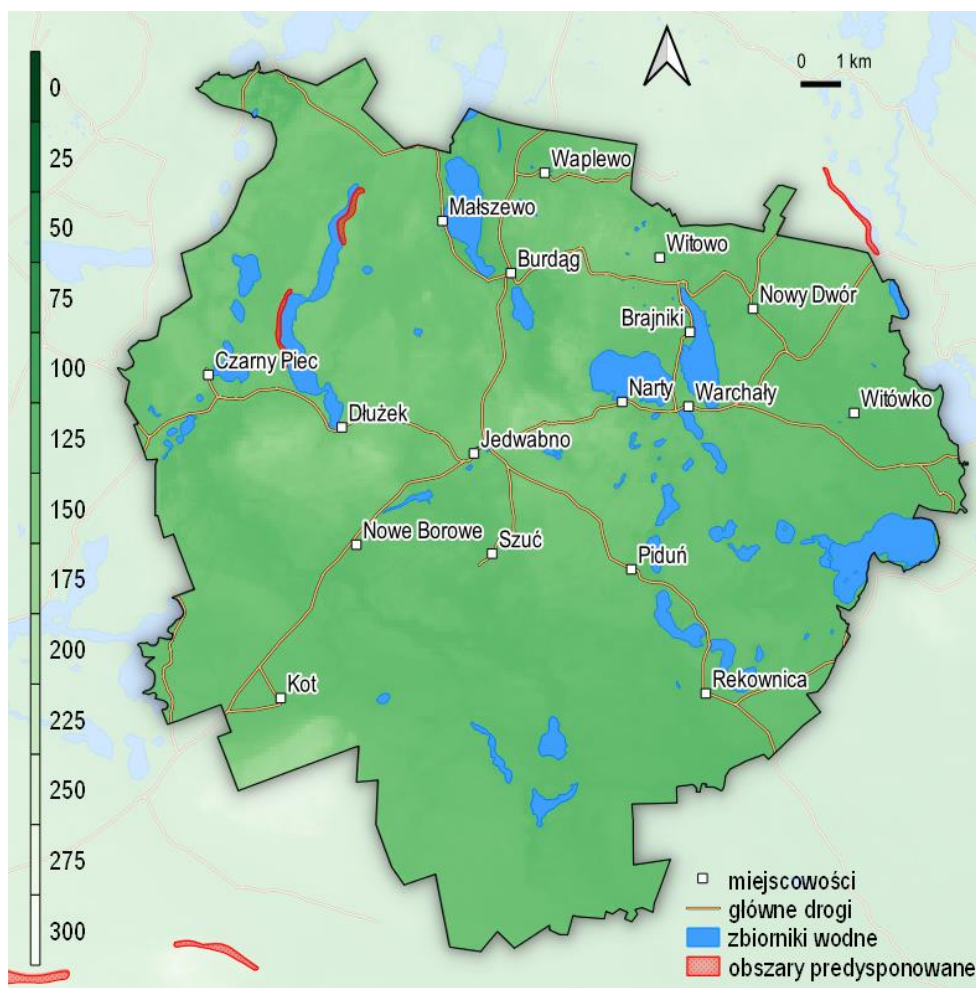 0 1 km
0
25
50
75
100
125
150
175
200
225
250
275
300
Waplewo
Małszewo
Witowo
Burdąg
Nowy Dwór
Brajniki
Czarny Piec
Narty
Warchały
Witówko
Dłużek
Jedwabno
Nowe Borowe
Szuć
Piduń
Kot
Rekownica
miejscowości
główne drogi
zbiorniki wodne
obszary predysponowane